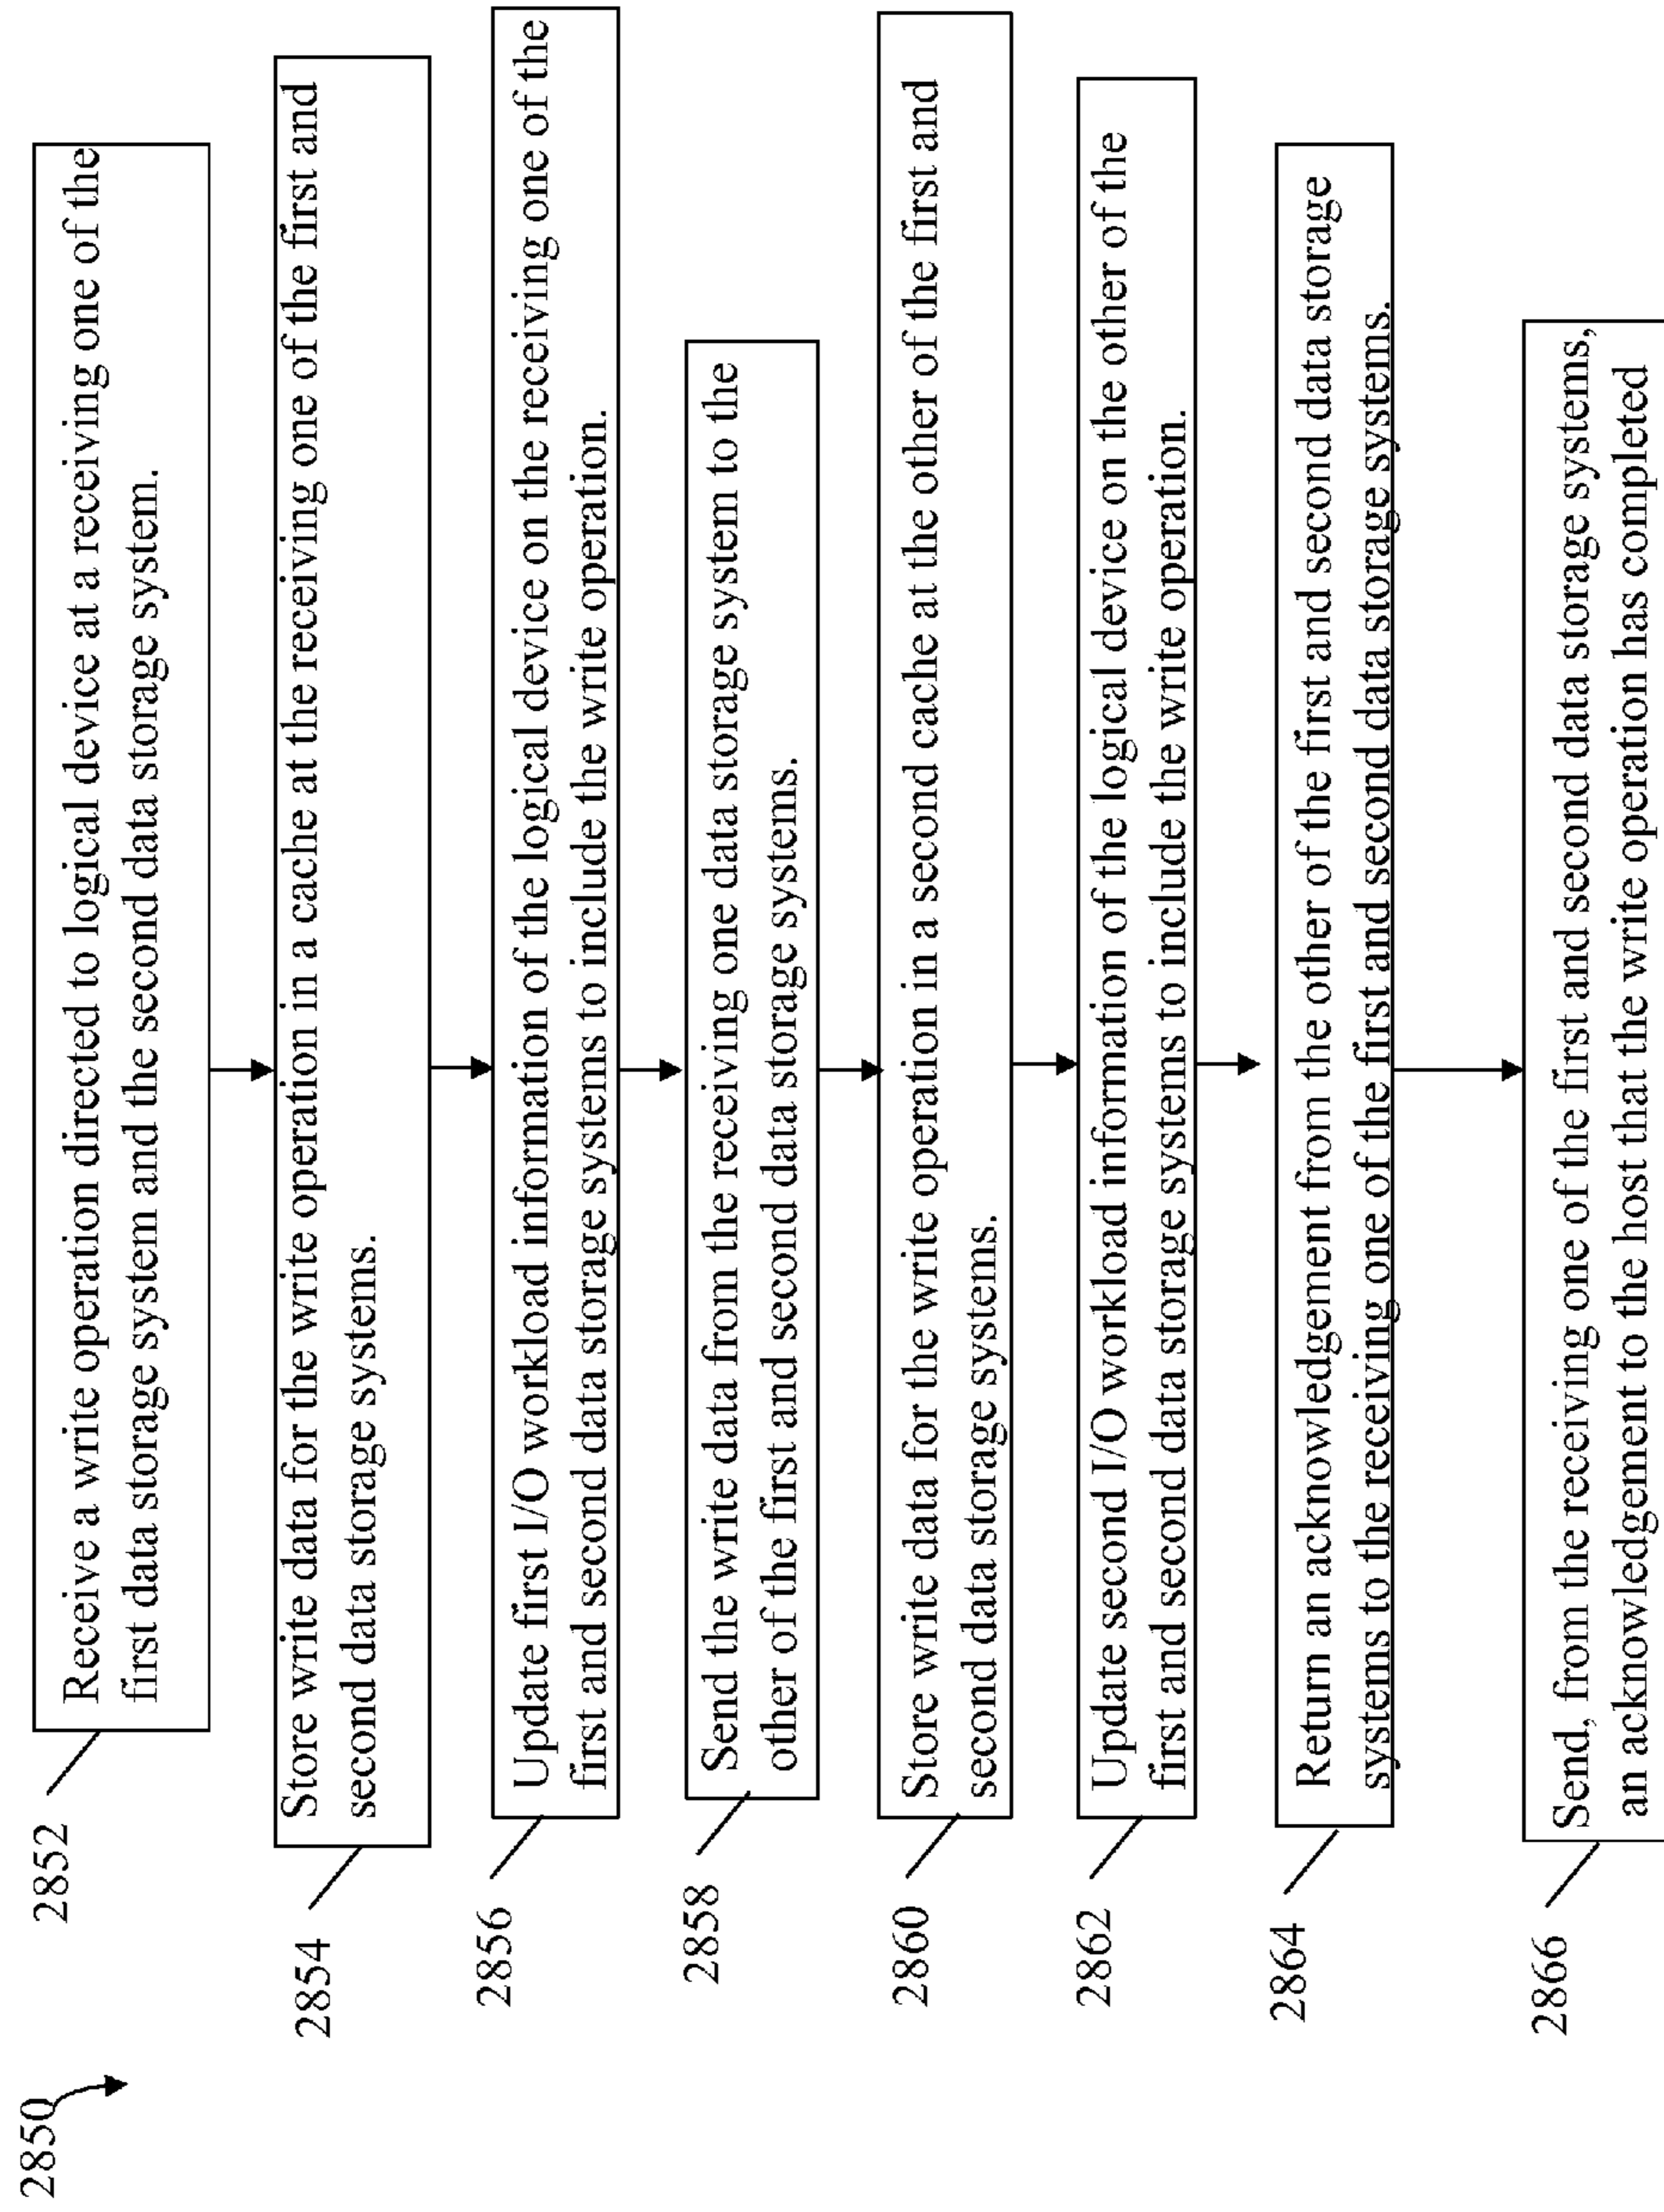 2850
2852
Receive a write operation directed to logical device at a receiving one of the
first data storage system and the second data storage system.
2854
Store write data for the write operation in a cache at the receiving one of the first and
second data storage systems.
2856
Update first I/O workload information of the logical device on the receiving one of the
first and second data storage systems to include the write operation.
2858
Send the write data from the receiving one data storage system to the
other of the first and second data storage systems.
2860
Store write data for the write operation in a second cache at the other of the first and
second data storage systems.
2862
Update second I/O workload information of the logical device on the other of the
first and second data storage systems to include the write operation.
2864
Return an acknowledgement from the other of the first and second data storage
systems to the receiving one of the first and second data storage systems.
2866
Send, from the receiving one of the first and second data storage systems,
an acknowledgement to the host that the write operation has completed